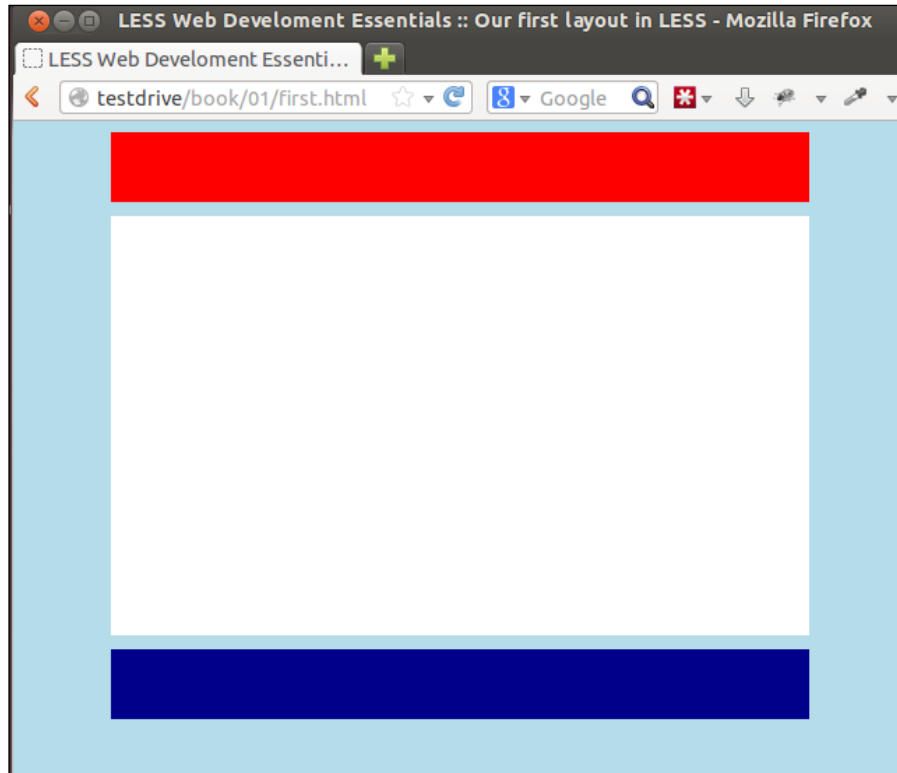 LESS Web Develoment Essentials :: Our first layout in LESS - Mozilla Firefox
LESS Web Develoment Essenti...
testdrive/book/01/first.html
8 Google